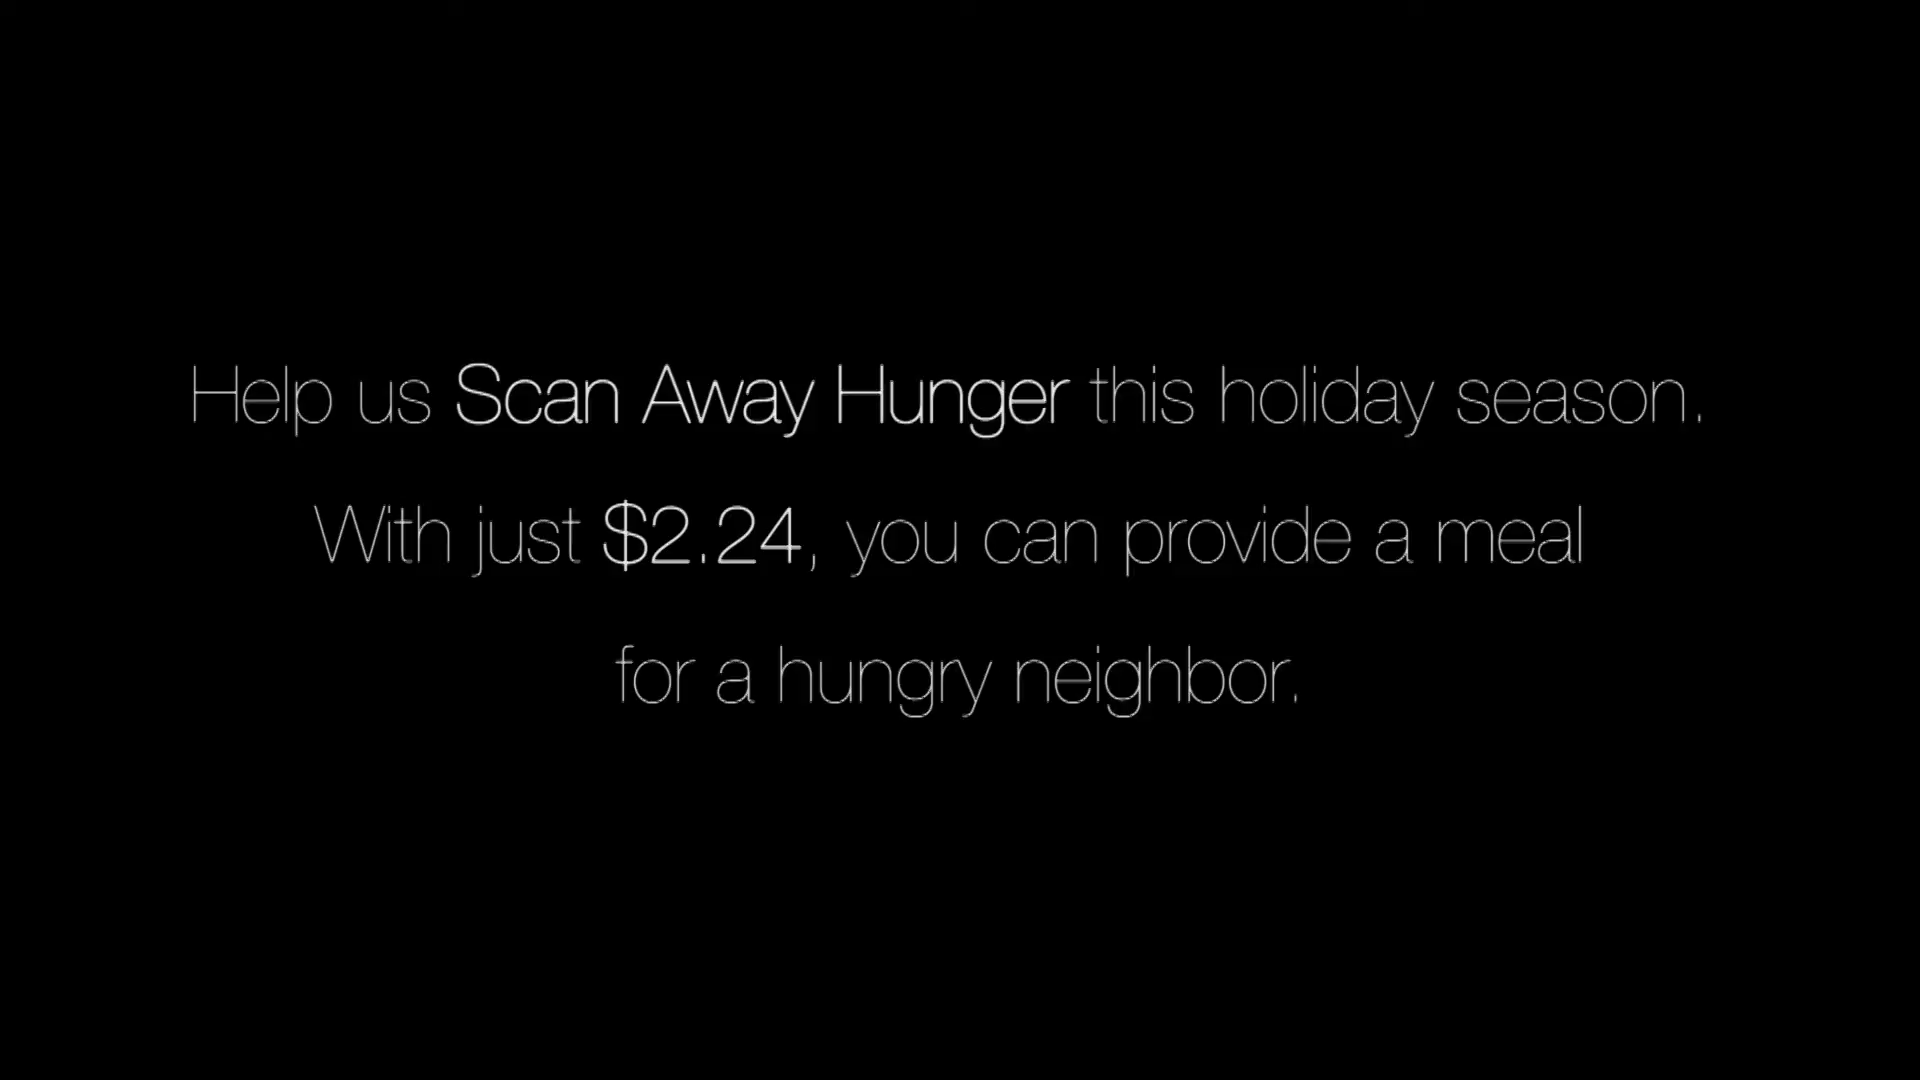 Help us Scan Away Hunger this holiday season.
With just $2.24, you can provide a meal
for a hungry neighbor.